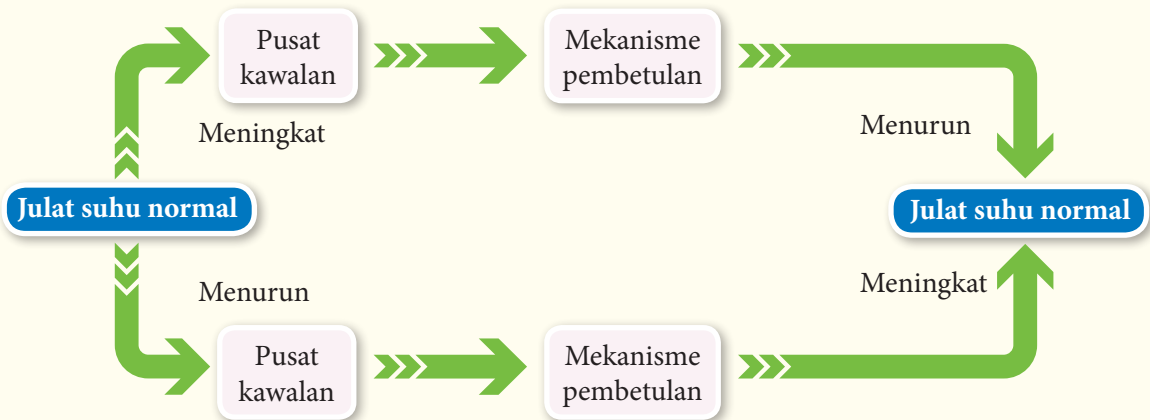 Pusat
kawalan
Mekanisme
pembetulan
Meningkat
Menurun
Julat suhu normal
Julat suhu normal
Menurun
Meningkat
Pusat
kawalan
Mekanisme
pembetulan